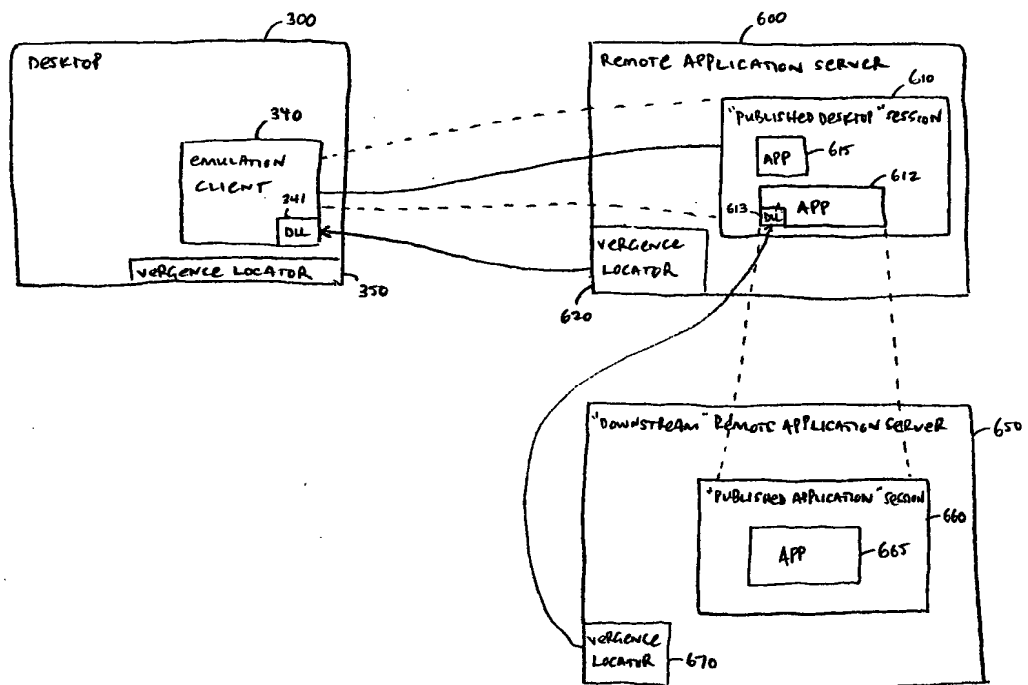 300
DESKTOP
340
EMULATION
CLIENT
341
DLL
VERGENCE LOCATOR
350
600
REMOTE APPLICATION SERVER
610
"PUBLISHED DESKTOP" SESSION
APP
615
612
613
DLL
APP
VERGENCE
LOCATOR
620
"DOWNSTREAM" REMOTE APPLICATION SERVER
650
"PUBLISHED APPLICATION" SESSION
660
APP
665
VERGENCE
LOCATOR
670